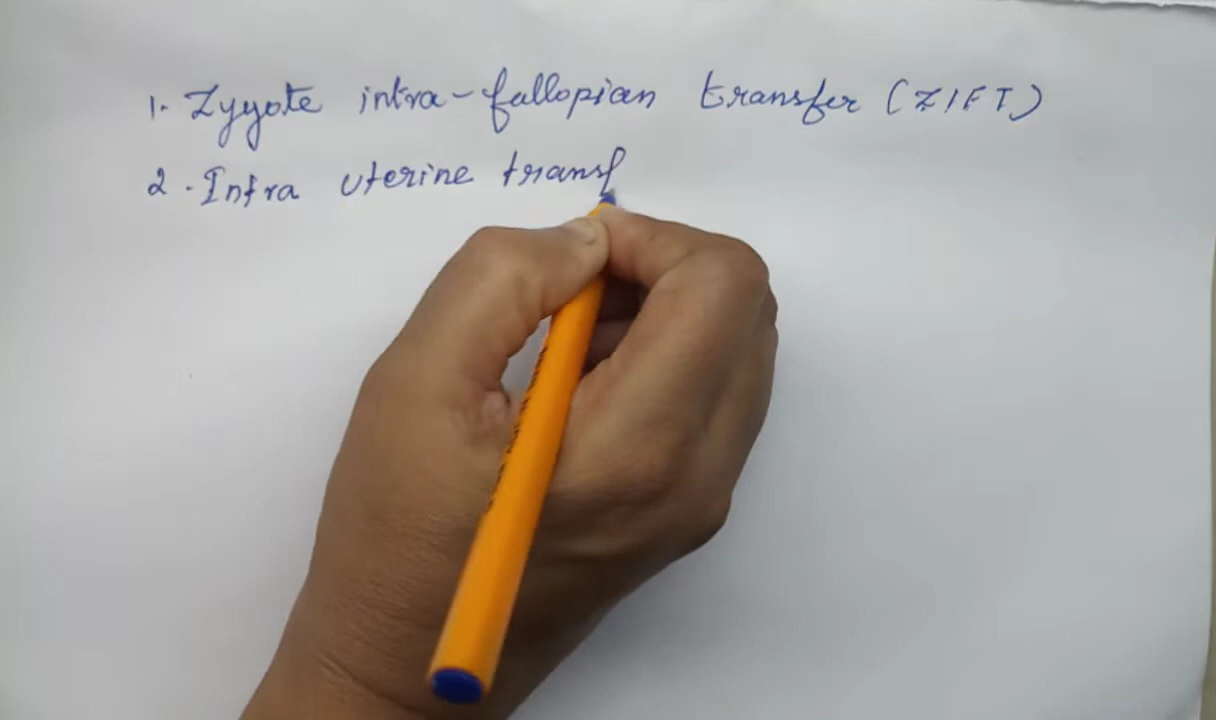 1. Zygote intra-fallopian transfer (ZIFT)
2. Intra uterine transf